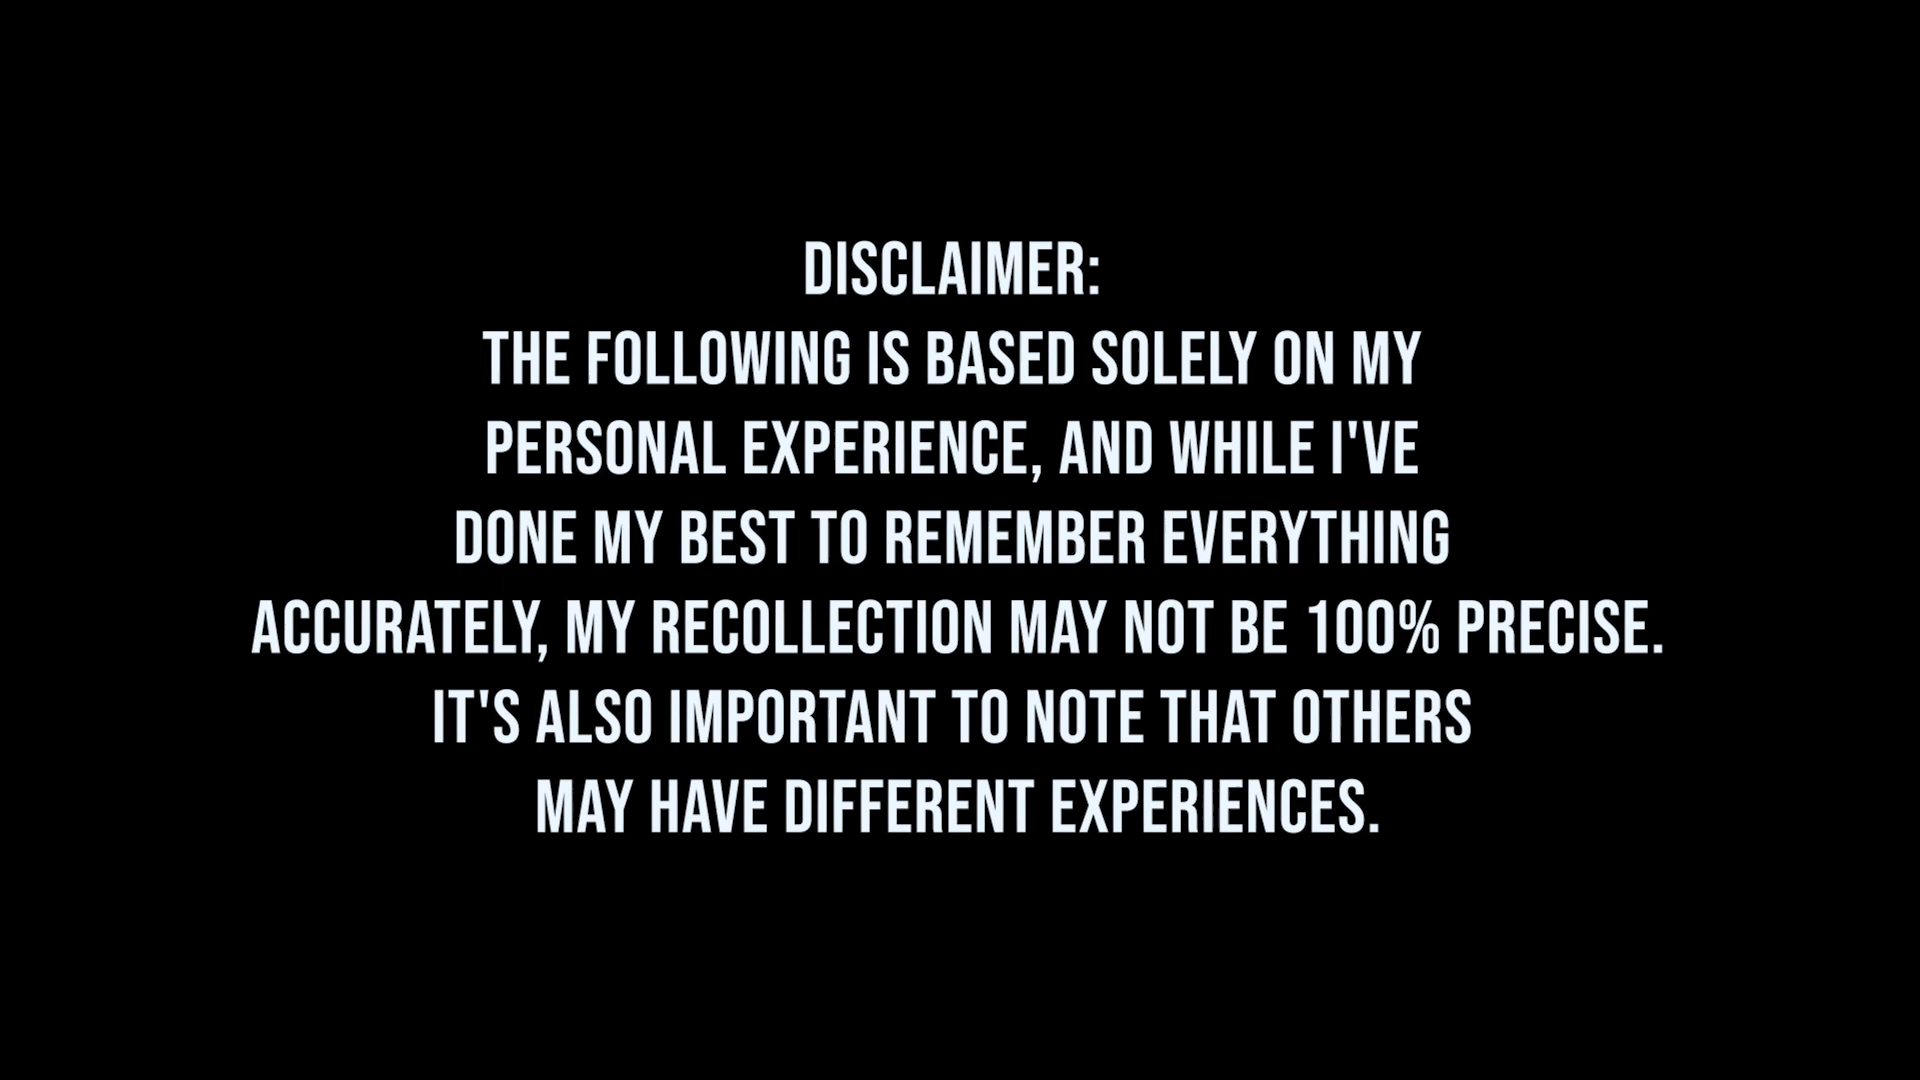 DISCLAIMER:
THE FOLLOWING IS BASED SOLELY ON MY
PERSONAL EXPERIENCE, AND WHILE I'VE
DONE MY BEST TO REMEMBER EVERYTHING
ACCURATELY, MY RECOLLECTION MAY NOT BE 100% PRECISE.
IT'S ALSO IMPORTANT TO NOTE THAT OTHERS
MAY HAVE DIFFERENT EXPERIENCES.